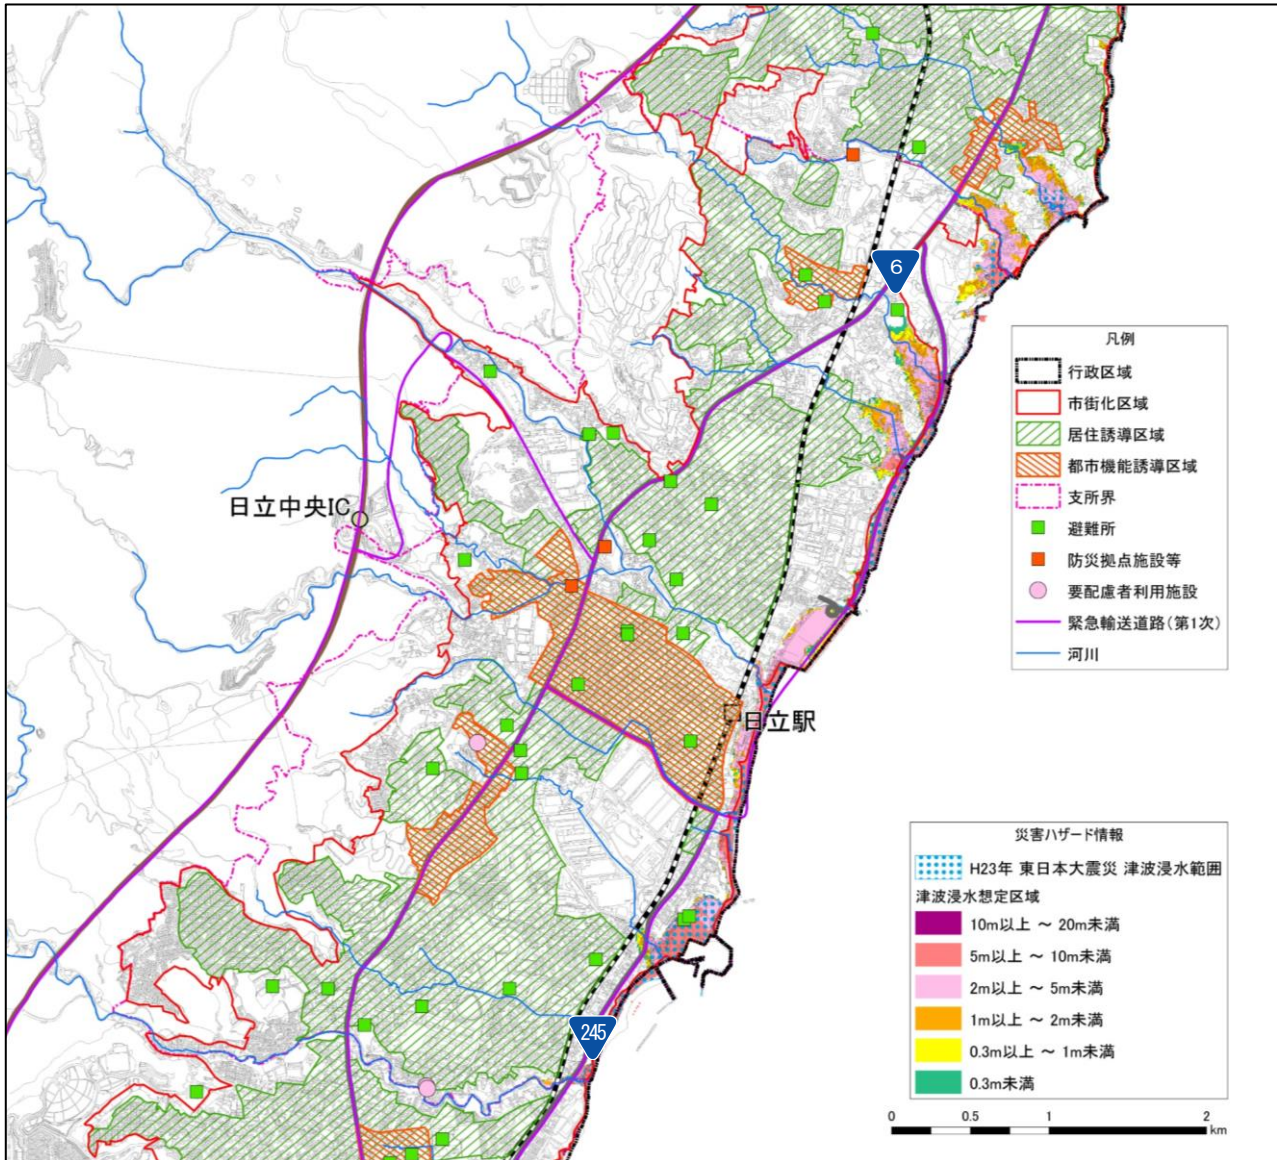 6
日立中央IC
日立駅
245
凡例
行政区域
市街化区域
居住誘導区域
都市機能誘導区域
支所界
避難所
防災拠点施設等
要配慮者利用施設
緊急輸送道路(第1次)
河川
災害ハザード情報
H23年 東日本大震災 津波浸水範囲
津波浸水想定区域
10m以上 ~ 20m未満
5m以上 ~ 10m未満
2m以上 ~ 5m未満
1m以上 ~ 2m未満
0.3m以上 ~ 1m未満
0.3m未満
0 0.5 1 2
km